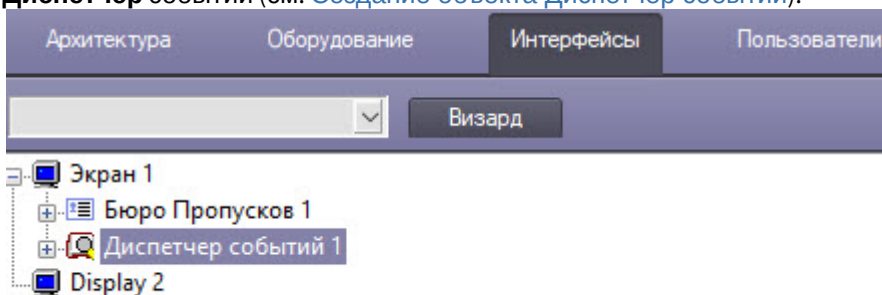 Диспетчер событий (см. Создание объекта Диспетчер событий).
Архитектура Оборудование Интерфейсы Пользователи
Визард
Экран 1
Бюро Пропусков 1
Диспетчер событий 1
Display 2